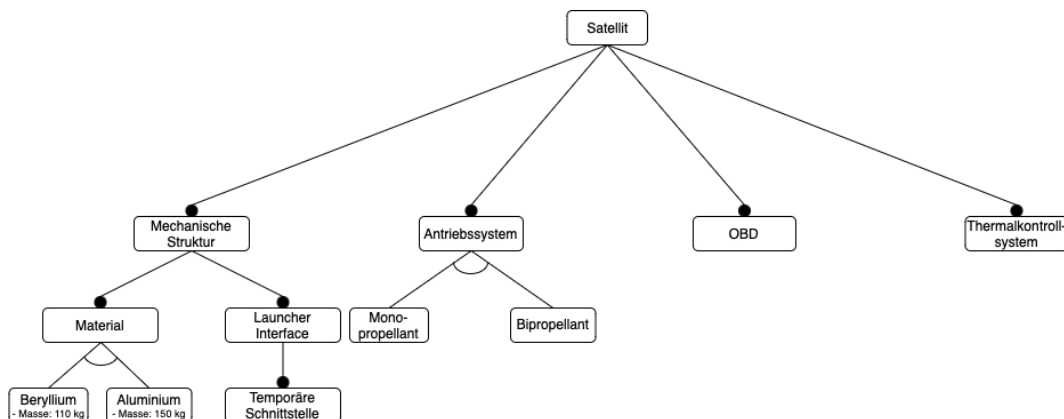 Satellit
Mechanische
Struktur
Antriebssystem
OBD
Thermalkontroll-
system
Material
Launcher
Interface
Mono-
propellant
Bipropellant
Beryllium
- Masse: 110 kg
Aluminium
- Masse: 150 kg
Temporäre
Schnittstelle